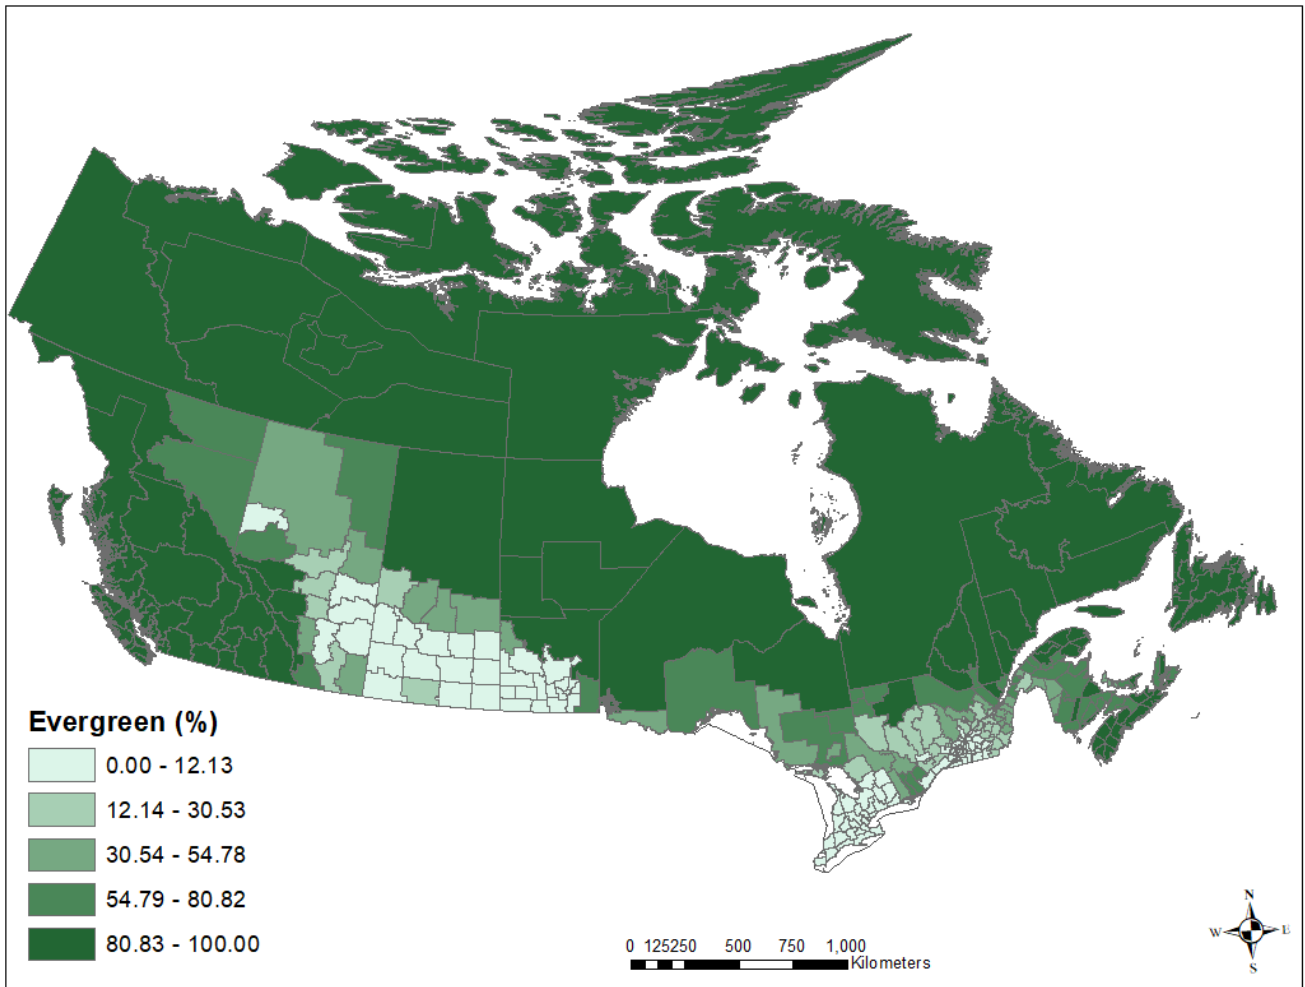 Evergreen (%)
0.00 - 12.13
12.14 - 30.53
30.54 - 54.78
54.79 - 80.82
80.83 - 100.00
0 125250 500 750 1,000
Kilometers
N
W E
S